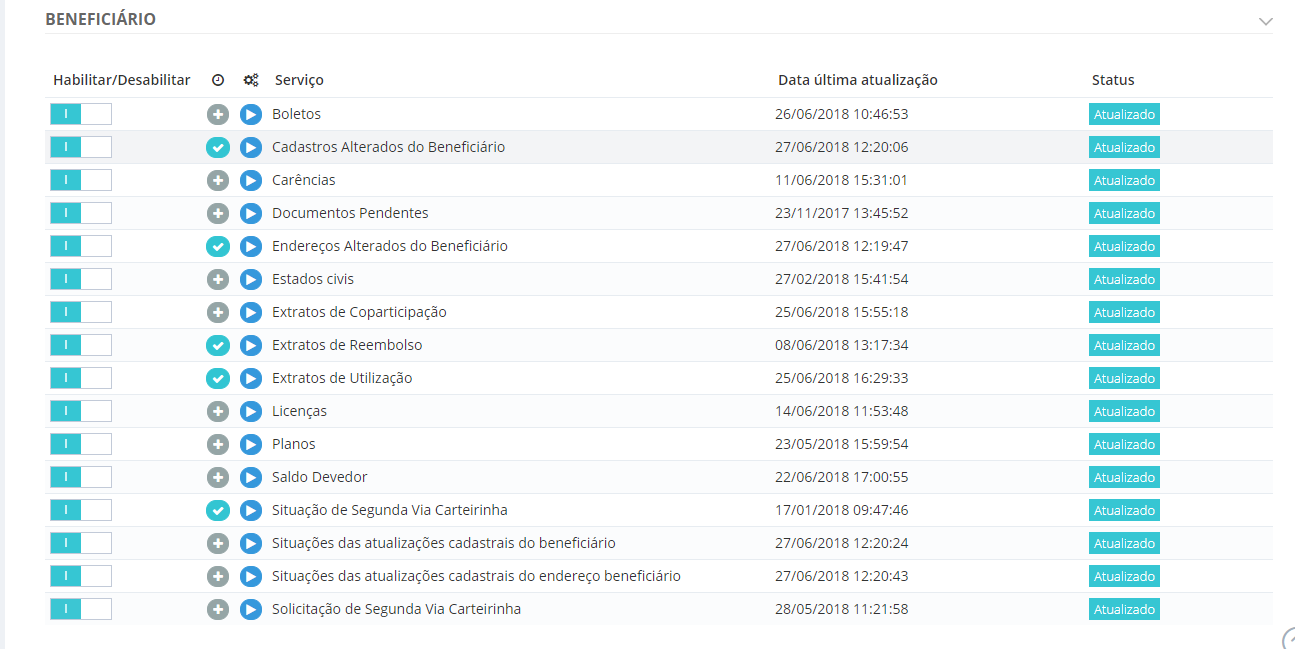 BENEFICIÁRIO
Habilitar/Desabilitar Serviço Data última atualização Status
I Boletos 26/06/2018 10:46:53 Atualizado
I Cadastros Alterados do Beneficiário 27/06/2018 12:20:06 Atualizado
I Carências 11/06/2018 15:31:01 Atualizado
I Documentos Pendentes 23/11/2017 13:45:52 Atualizado
I Endereços Alterados do Beneficiário 27/06/2018 12:19:47 Atualizado
I Estados civis 27/02/2018 15:41:54 Atualizado
I Extratos de Coparticipação 25/06/2018 15:55:18 Atualizado
I Extratos de Reembolso 08/06/2018 13:17:34 Atualizado
I Extratos de Utilização 25/06/2018 16:29:33 Atualizado
I Licenças 14/06/2018 11:53:48 Atualizado
I Planos 23/05/2018 15:59:54 Atualizado
I Saldo Devedor 22/06/2018 17:00:55 Atualizado
I Situação de Segunda Via Carteirinha 17/01/2018 09:47:46 Atualizado
I Situações das atualizações cadastrais do beneficiário 27/06/2018 12:20:24 Atualizado
I Situações das atualizações cadastrais do endereço beneficiário 27/06/2018 12:20:43 Atualizado
I Solicitação de Segunda Via Carteirinha 28/05/2018 11:21:58 Atualizado